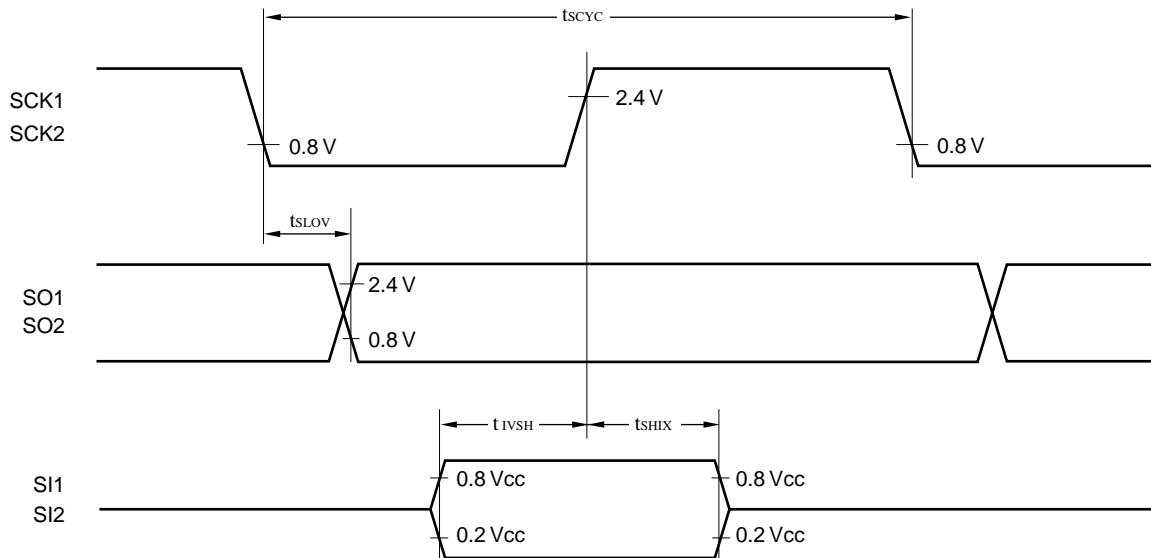 tSCYC
SCK1
SCK2
2.4 V
0.8 V
0.8 V
tSLOV
SO1
SO2
2.4 V
0.8 V
tIVSH
tSHIX
SI1
SI2
0.8 Vcc
0.8 Vcc
0.2 Vcc
0.2 Vcc